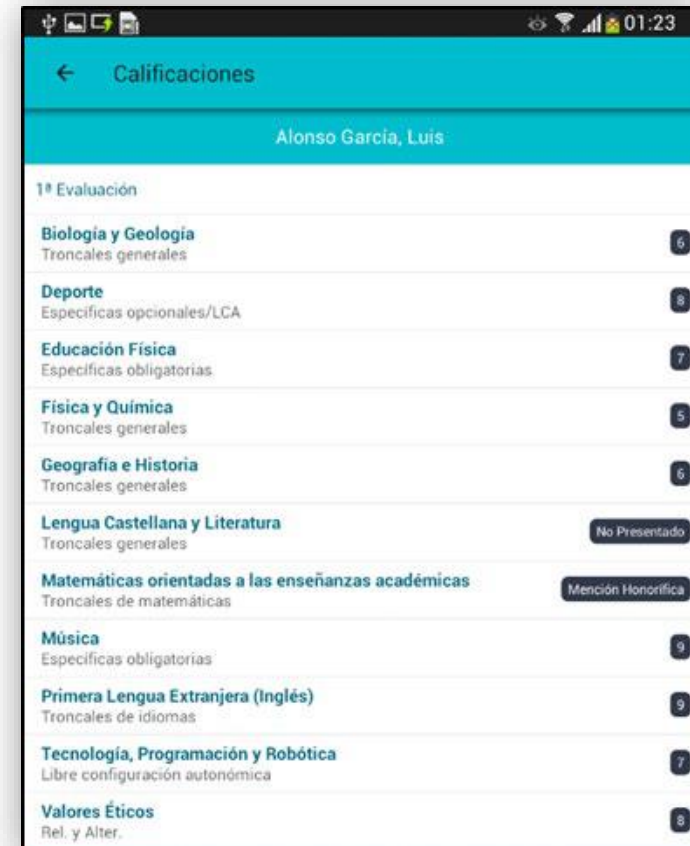 01:23
Calificaciones
Alonso García, Luis
1ª Evaluación
Biología y Geología
6
Troncales generales
Deporte
8
Específicas opcionales/LCA
Educación Física
7
Específicas obligatorias
Física y Química
5
Troncales generales
Geografía e Historia
6
Troncales generales
Lengua Castellana y Literatura
No Presentado
Troncales generales
Matemáticas orientadas a las enseñanzas académicas
Mención Honorífica
Troncales de matemáticas
Música
9
Específicas obligatorias
Primera Lengua Extranjera (Inglés)
9
Troncales de idiomas
Tecnología, Programación y Robótica
7
Libre configuración autonómica
Valores Éticos
8
Rel. y Alter.